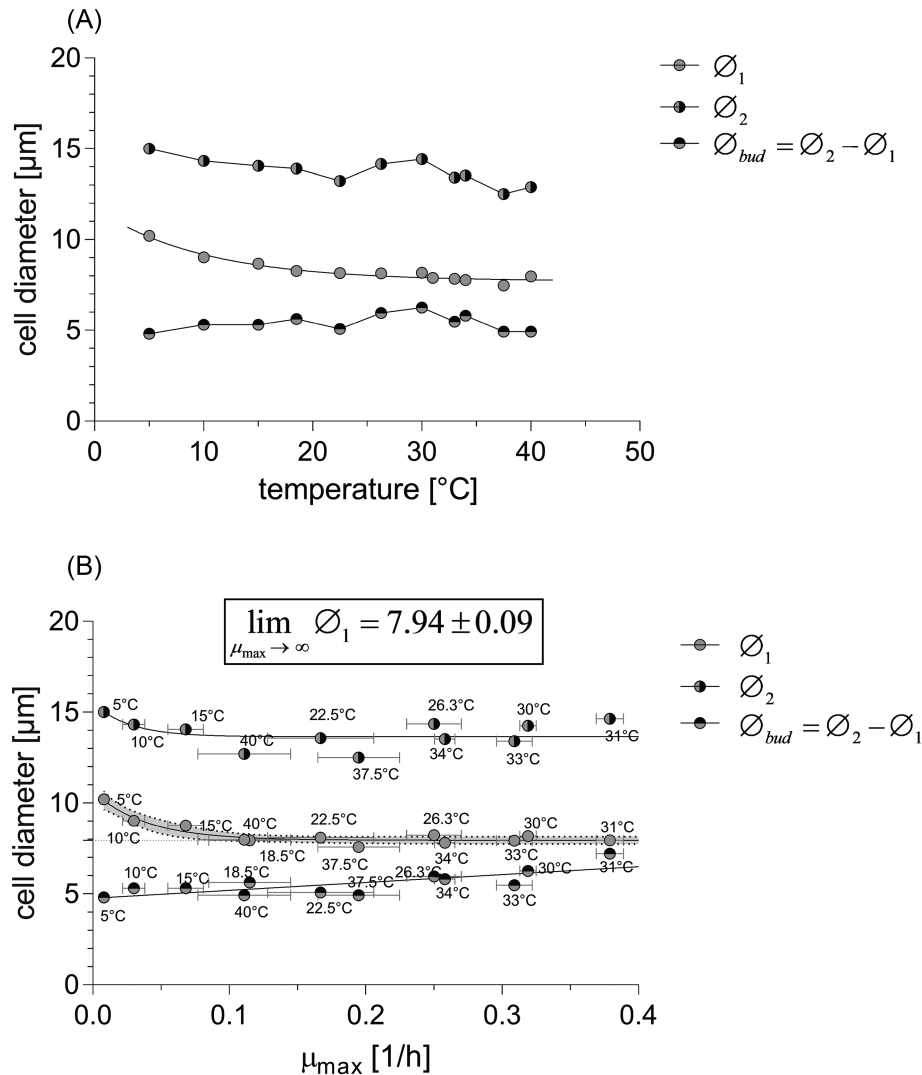 (A)
20
15
10
5
0
cell diameter [µm]
0 10 20 30 40 50
temperature [°C]
∅1
∅2
∅bud = ∅2 − ∅1
(B)
lim ∅1 = 7.94 ± 0.09
µmax → ∞
20
15
10
5
0
cell diameter [µm]
5°C
10°C
15°C
40°C
22.5°C
37.5°C
26.3°C
34°C
33°C
30°C
31°C
5°C
10°C
15°C
40°C
18.5°C
22.5°C
37.5°C
26.3°C
34°C
33°C
30°C
31°C
5°C
10°C
15°C
18.5°C
40°C
22.5°C
37.5°C
26.3°C
34°C
33°C
30°C
31°C
0.0 0.1 0.2 0.3 0.4
µmax [1/h]
∅1
∅2
∅bud = ∅2 − ∅1